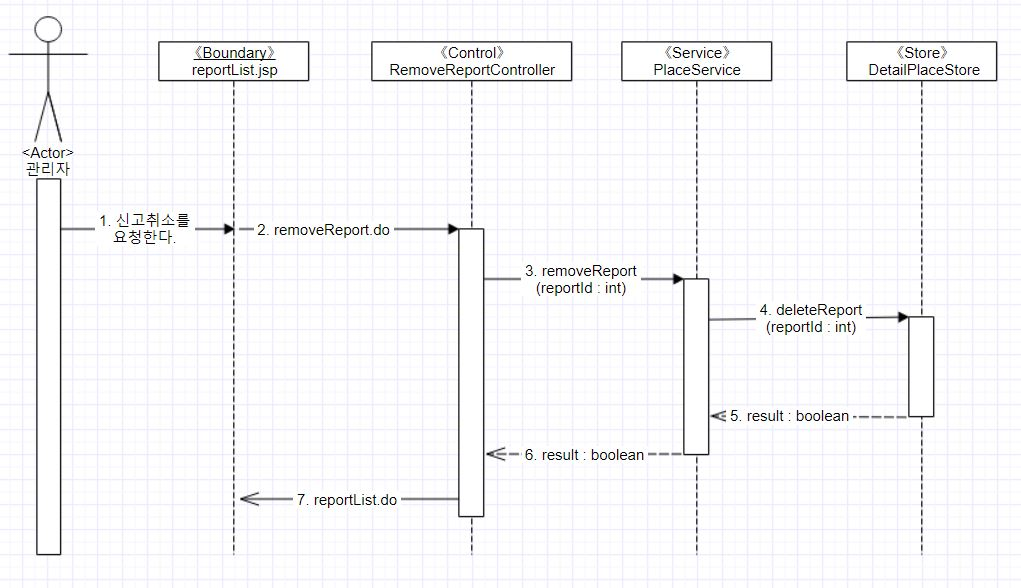 《Boundary》
reportList.jsp
《Control》
RemoveReportController
《Service》
PlaceService
《Store》
DetailPlaceStore
<Actor>
관리자
1. 신고취소를
요청한다.
2. removeReport.do
3. removeReport
(reportId : int)
4. deleteReport
(reportId : int)
5. result : boolean
6. result : boolean
7. reportList.do